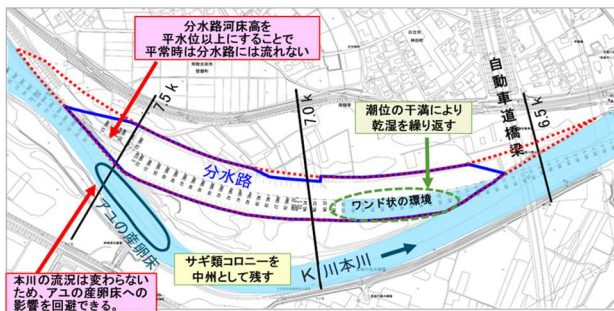 分水路河床高を
平水位以上にすることで
平常時は分水路には流れない
7.5k
7.0k
自動車道橋梁
6.5k
潮位の干満により
乾湿を繰り返す
分水路
ワンド状の環境
アユの産卵床
サギ類コロニーを
中州として残す
K川本川
本川の流況は変わらない
ため、アユの産卵床への
影響を回避できる。